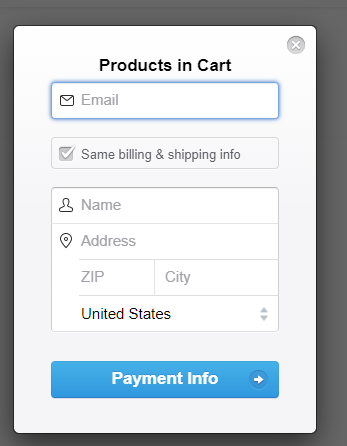 Products in Cart
Email
Same billing & shipping info
Name
Address
ZIP City
United States
Payment Info